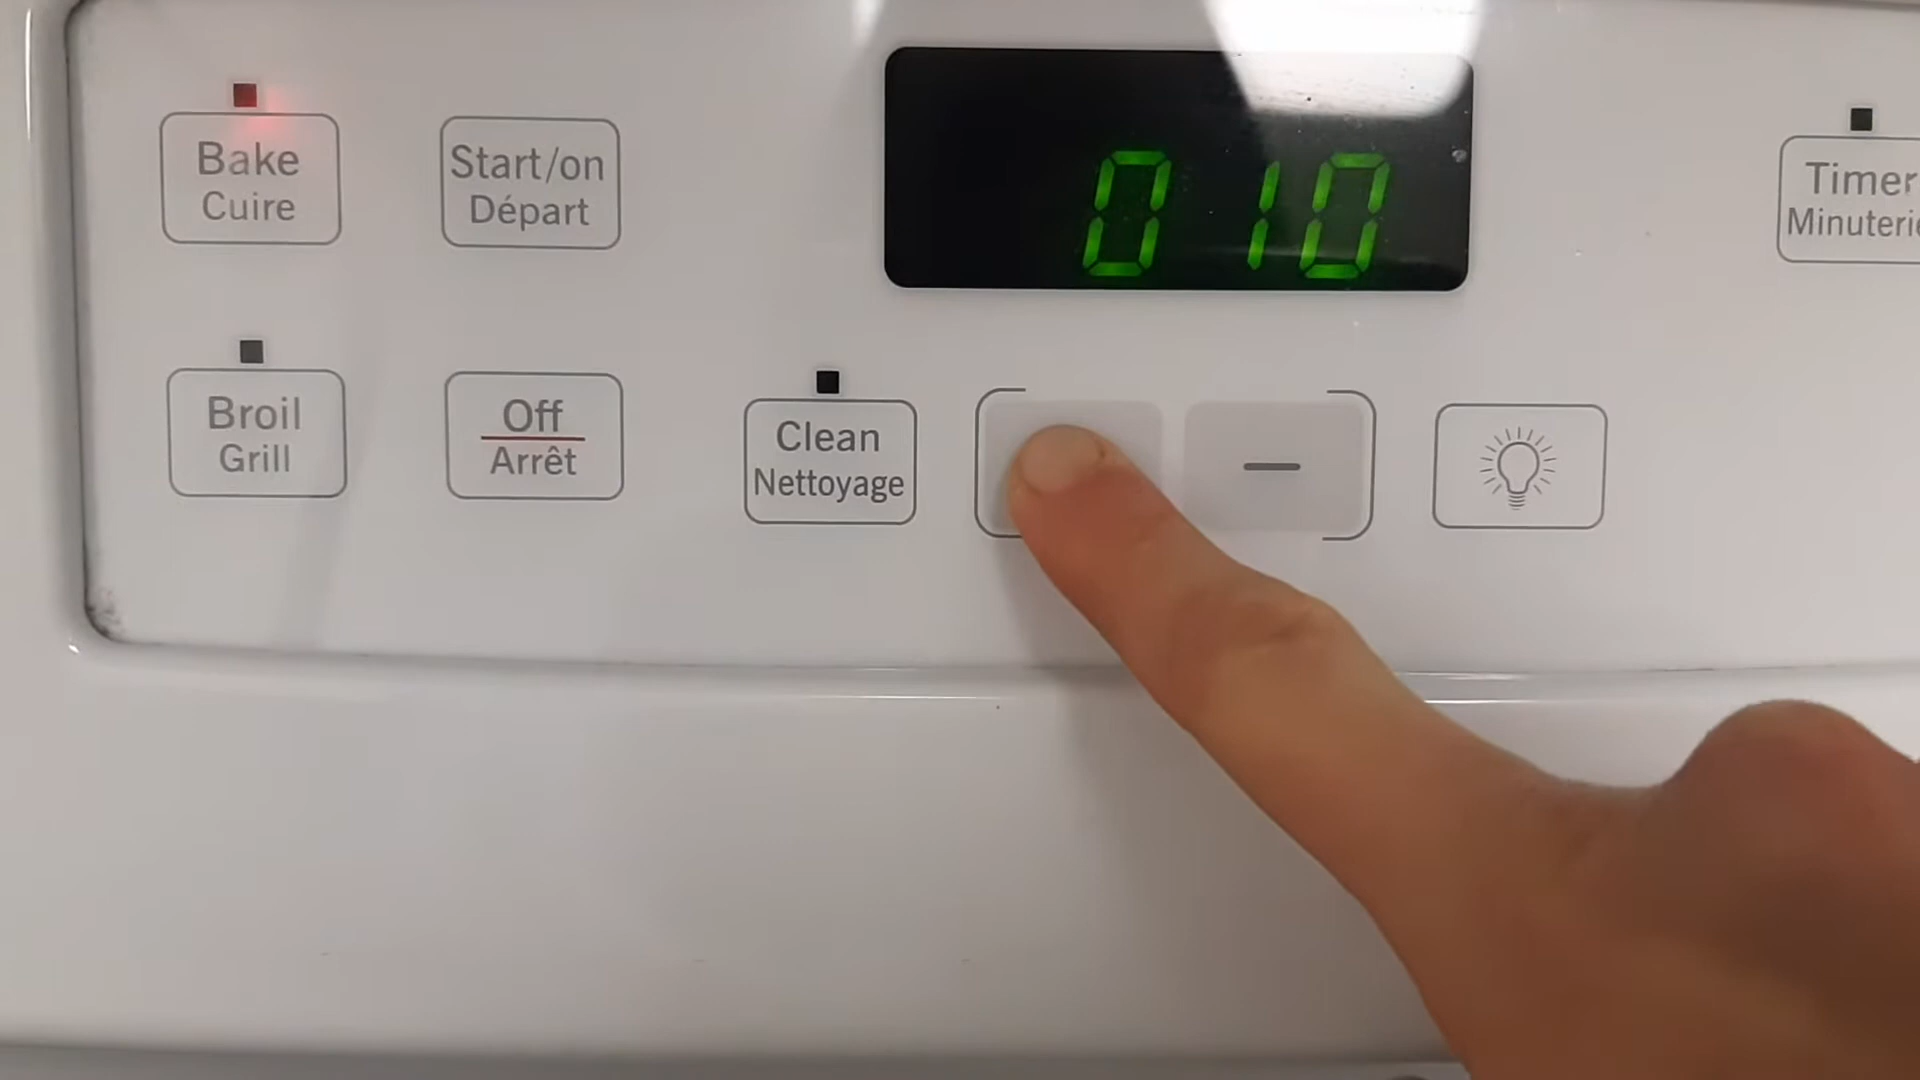 Bake
Cuire
Start/on
Départ
010
Timer
Minuterie
Broil
Grill
Off
Arrêt
Clean
Nettoyage
—